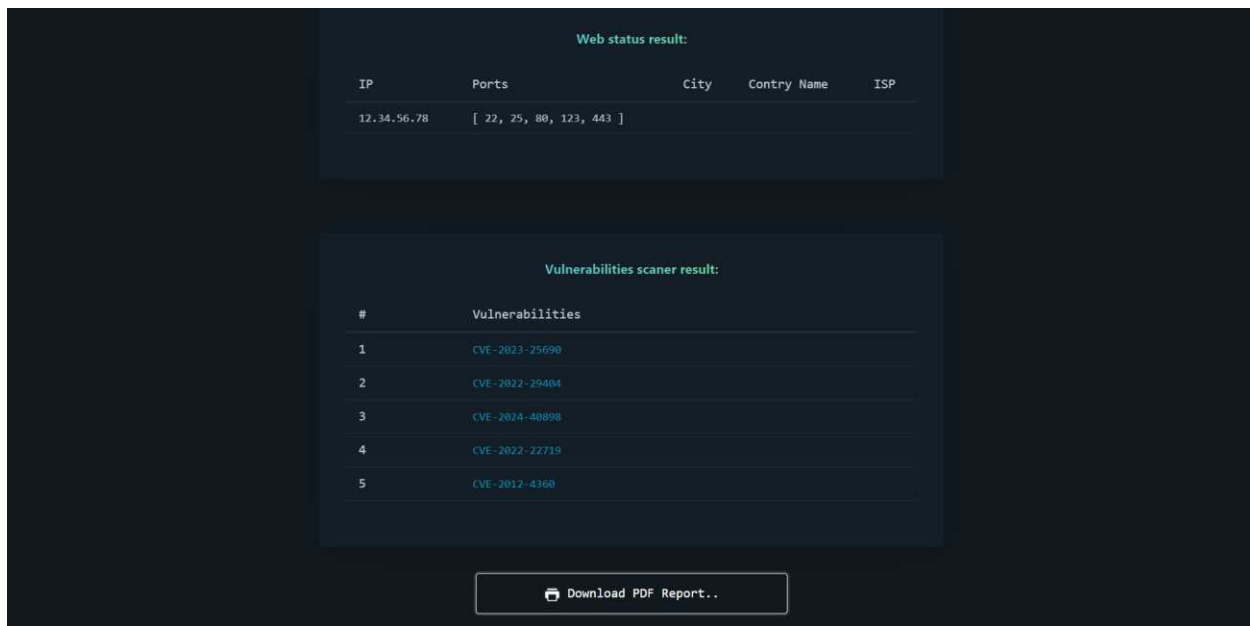 Web status result:
IP Ports City Contry Name ISP
12.34.56.78 [ 22, 25, 80, 123, 443 ]
Vulnerabilities scaner result:
# Vulnerabilities
1 CVE-2023-25690
2 CVE-2022-29404
3 CVE-2024-40898
4 CVE-2022-22719
5 CVE-2012-4360
Download PDF Report..